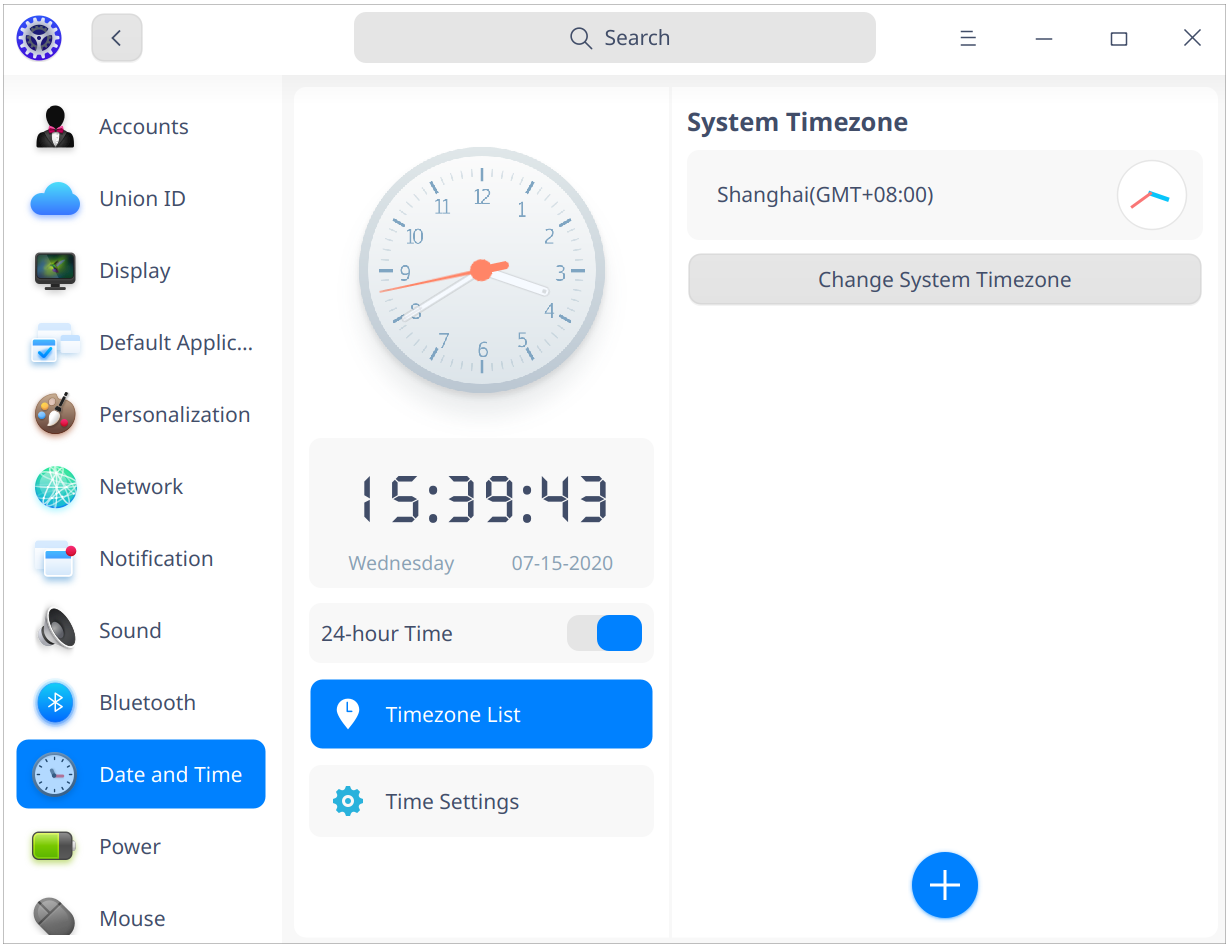 Search
Accounts
Union ID
Display
Default Applic...
Personalization
Network
Notification
Sound
Bluetooth
Date and Time
Power
Mouse
12
1
2
3
4
5
6
7
8
9
10
11
15:39:43
Wednesday 07-15-2020
24-hour Time
Timezone List
Time Settings
System Timezone
Shanghai(GMT+08:00)
Change System Timezone